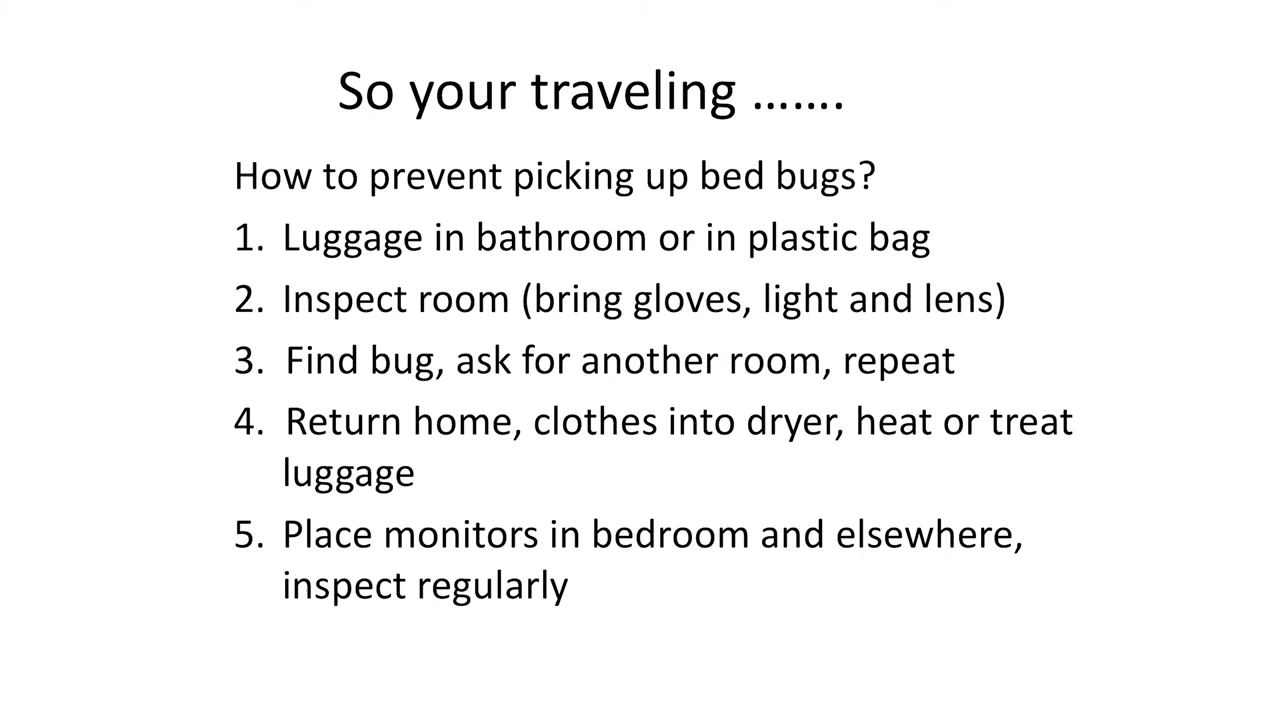 So your traveling …….
How to prevent picking up bed bugs?
1. Luggage in bathroom or in plastic bag
2. Inspect room (bring gloves, light and lens)
3. Find bug, ask for another room, repeat
4. Return home, clothes into dryer, heat or treat
luggage
5. Place monitors in bedroom and elsewhere,
inspect regularly